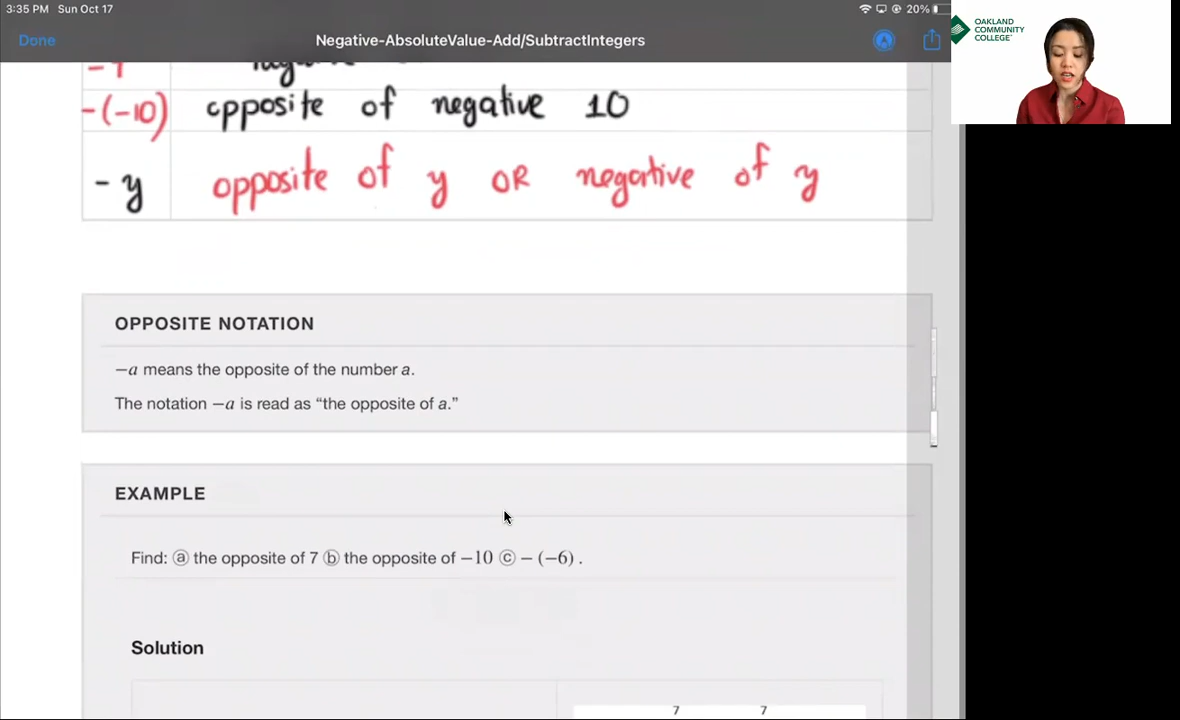 3:35 PM Sun Oct 17 20%
Done Negative-AbsoluteValue-Add/SubtractIntegers
OAKLAND
COMMUNITY
COLLEGE
-(-10) opposite of negative 10
- y opposite of y OR negative of y
OPPOSITE NOTATION
−a means the opposite of the number a.
The notation −a is read as “the opposite of a.”
EXAMPLE
Find: ⓐ the opposite of 7 ⓑ the opposite of −10 ⓒ − (−6) .
Solution
7 7